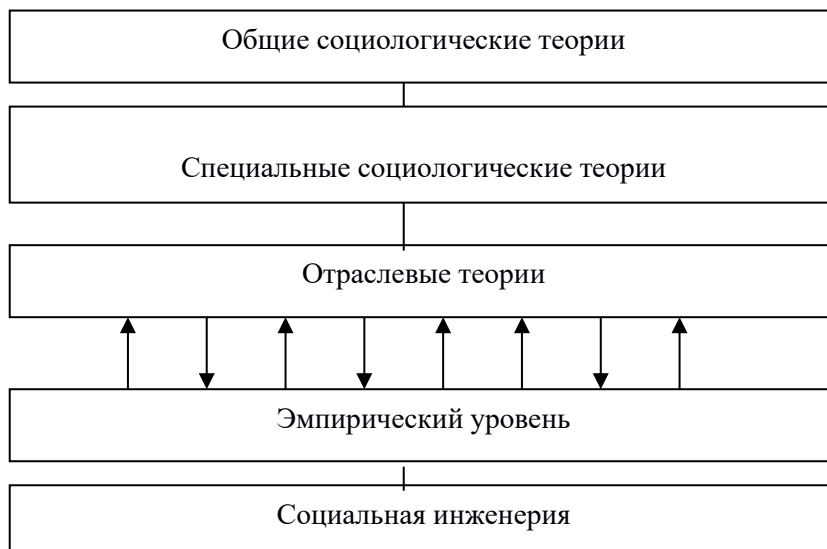 Общие социологические теории
Специальные социологические теории
Отраслевые теории
Эмпирический уровень
Социальная инженерия